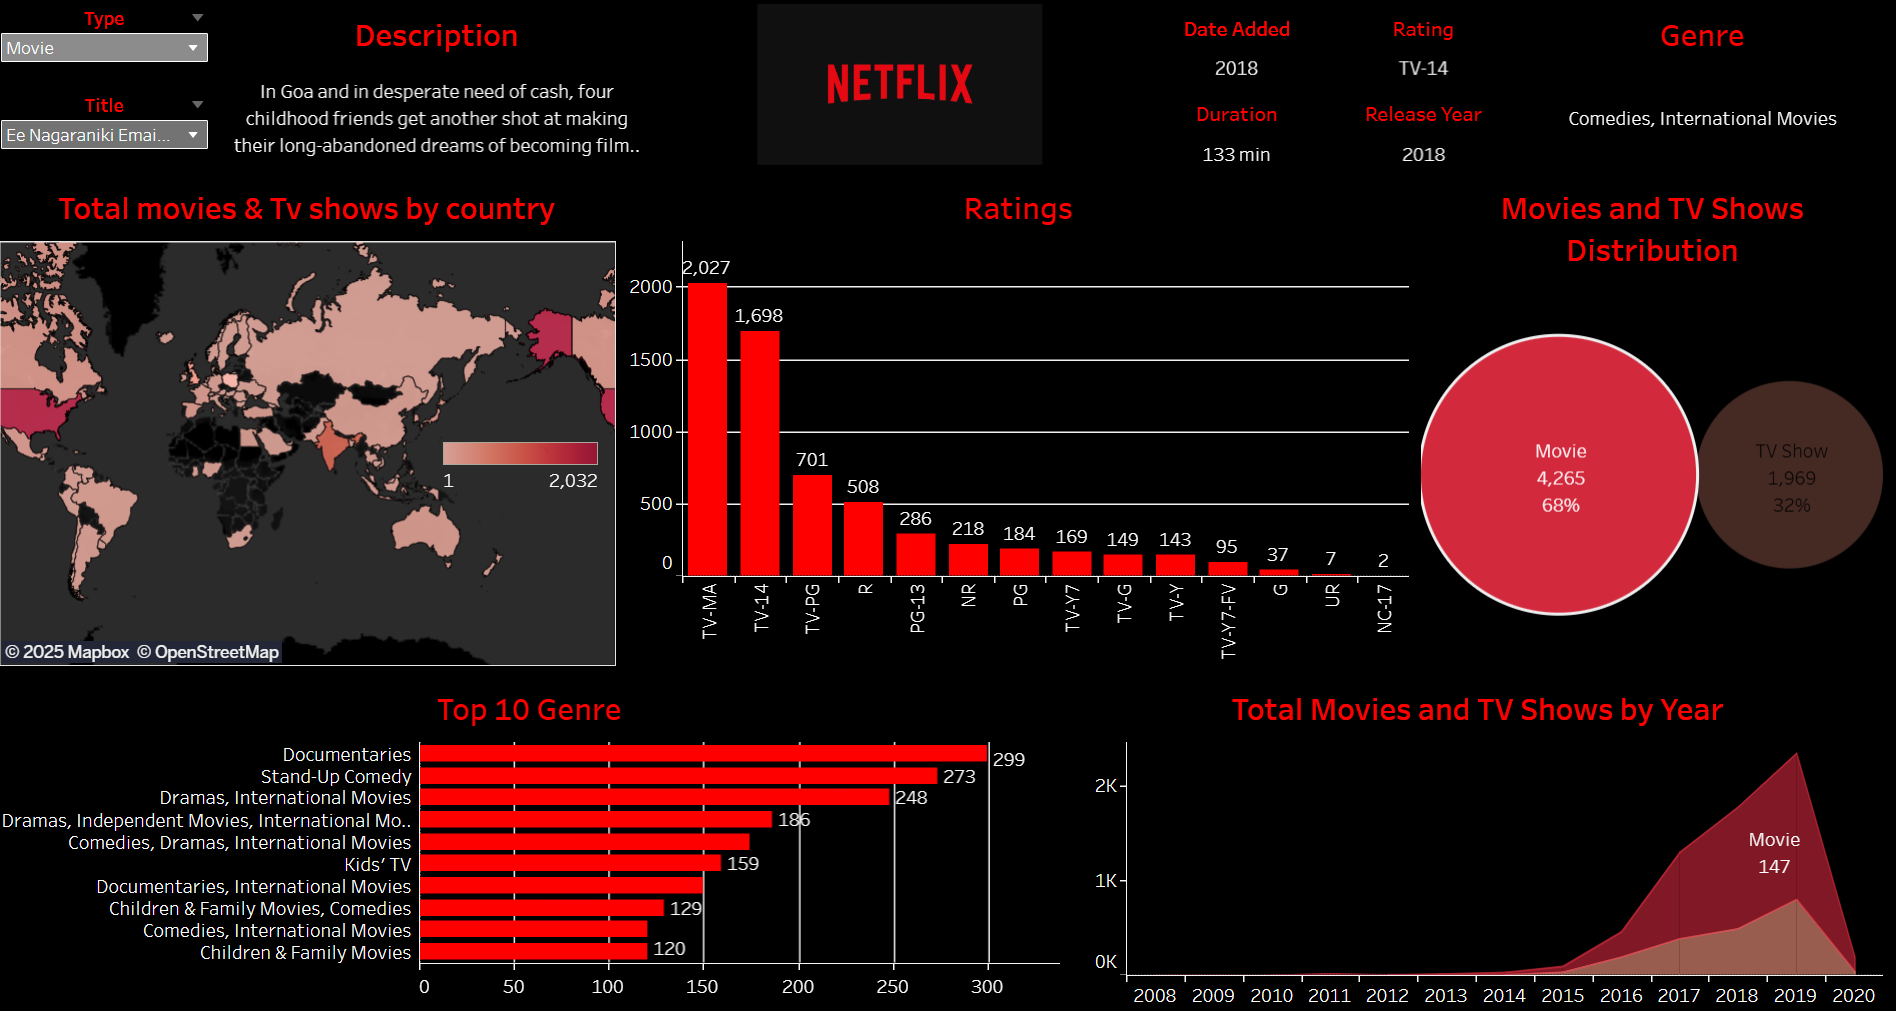 Type
Movie
Title
Ee Nagaraniki Emai...
Description
In Goa and in desperate need of cash, four
childhood friends get another shot at making
their long-abandoned dreams of becoming film..
NETFLIX
Date Added
2018
Rating
TV-14
Duration
133 min
Release Year
2018
Genre
Comedies, International Movies
Total movies & Tv shows by country
1
2,032
© 2025 Mapbox © OpenStreetMap
Ratings
2000
1500
1000
500
0
2,027
1,698
701
508
286
218
184
169
149
143
95
37
7
2
TV-MA
TV-14
TV-PG
R
PG-13
NR
PG
TV-Y7
TV-G
TV-Y
TV-Y7-FV
G
UR
NC-17
Movies and TV Shows
Distribution
Movie
4,265
68%
TV Show
1,969
32%
Top 10 Genre
Documentaries
299
Stand-Up Comedy
273
Dramas, International Movies
248
Dramas, Independent Movies, International Mo..
186
Comedies, Dramas, International Movies
Kids’ TV
159
Documentaries, International Movies
Children & Family Movies, Comedies
129
Comedies, International Movies
Children & Family Movies
120
0
50
100
150
200
250
300
Total Movies and TV Shows by Year
2K
1K
0K
Movie
147
2008
2009
2010
2011
2012
2013
2014
2015
2016
2017
2018
2019
2020